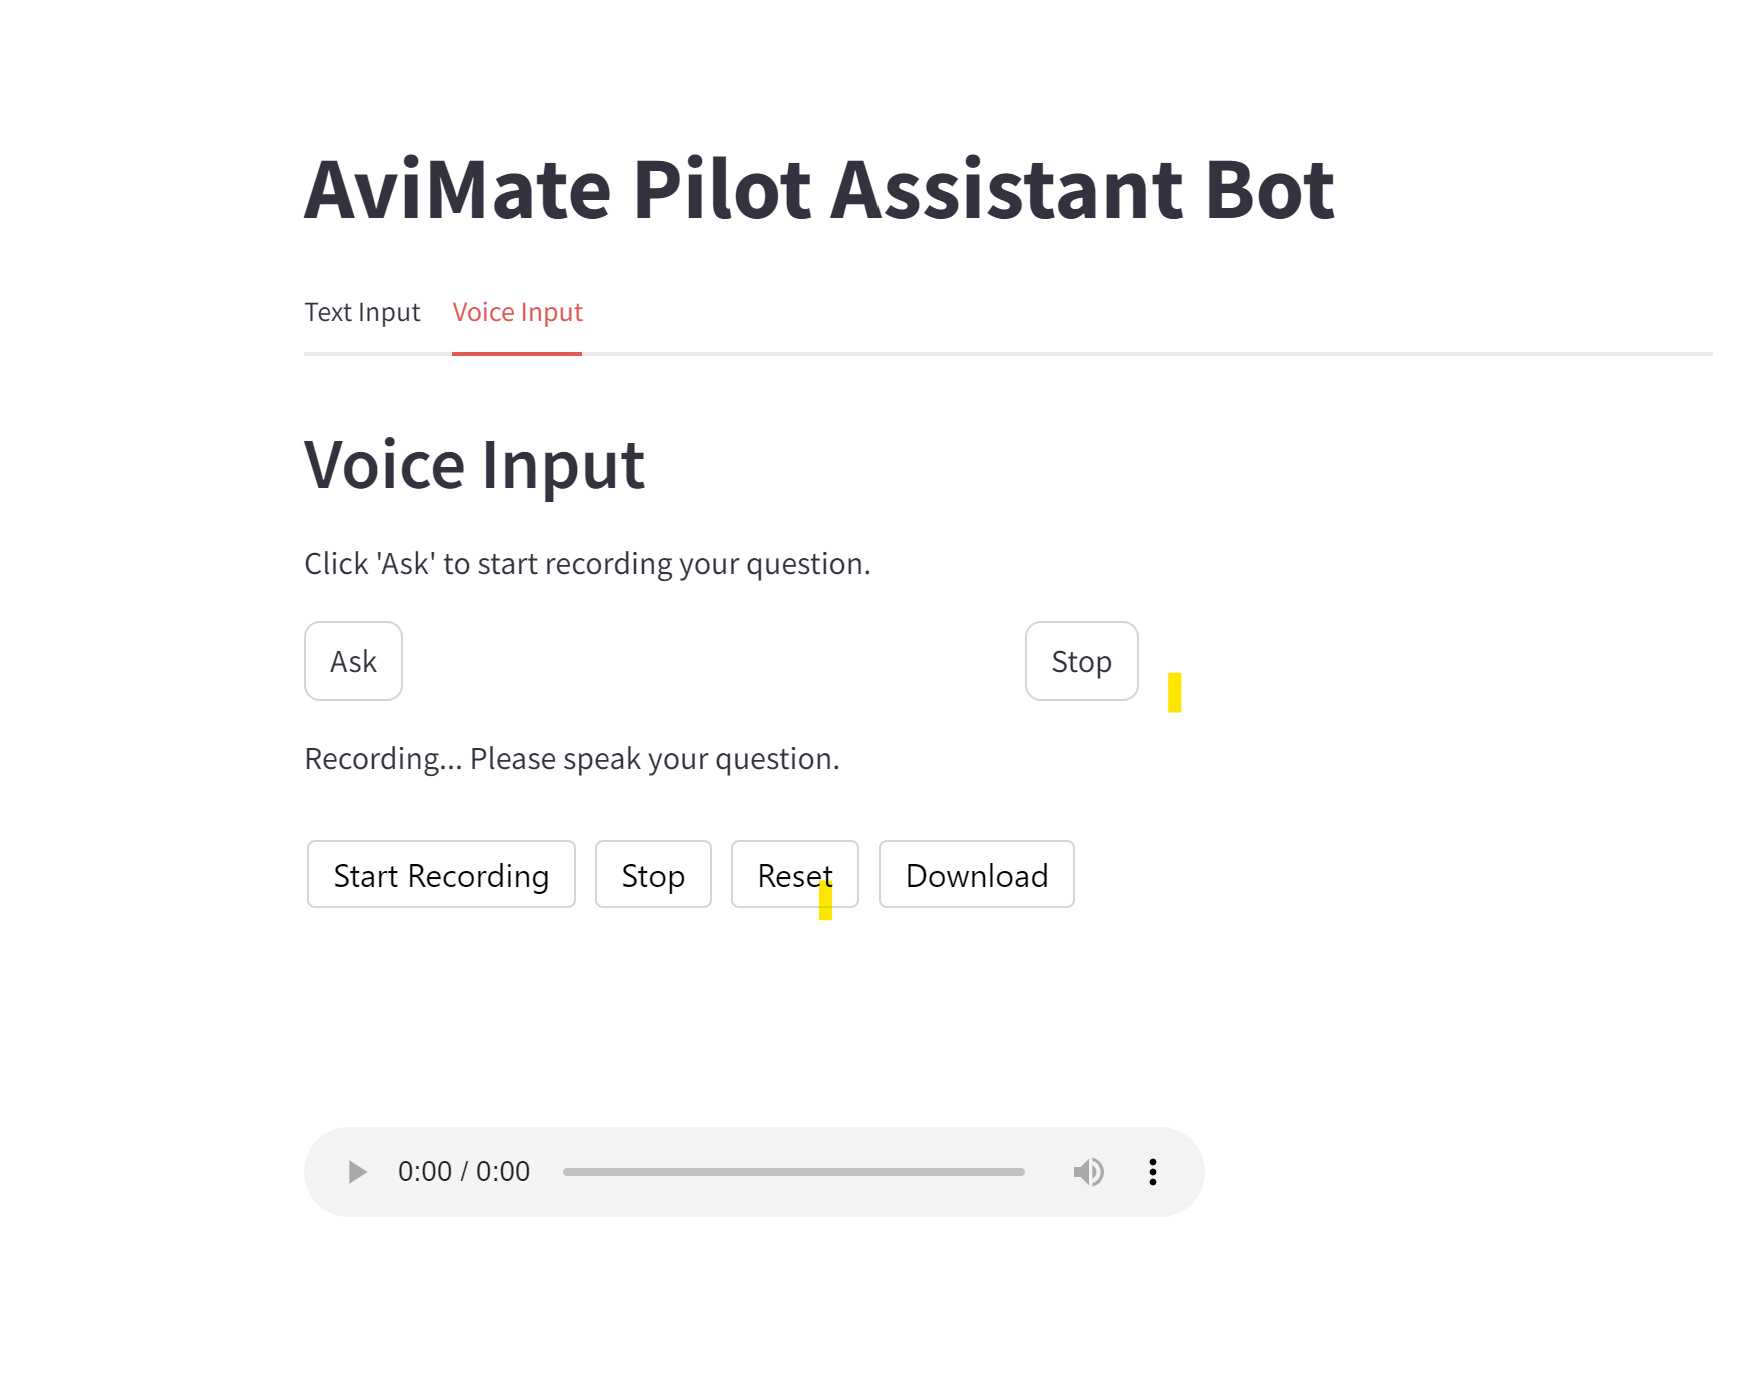 AviMate Pilot Assistant Bot
Text Input Voice Input
Voice Input
Click 'Ask' to start recording your question.
Ask Stop
Recording... Please speak your question.
Start Recording Stop Reset Download
0:00 / 0:00